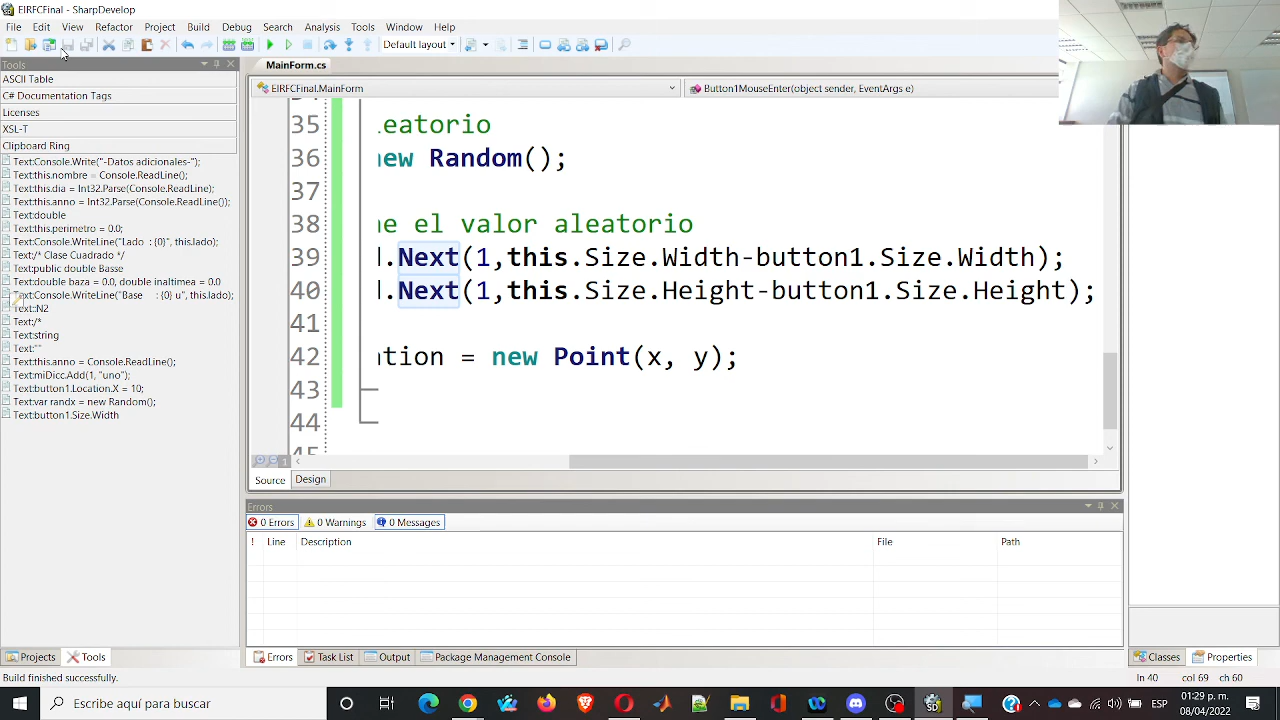 EIRFCFinal - SharpDevelop
File Edit View Refactor Project Build Debug Search Analysis Tools Window Help
Default layout
Tools
MainForm.cs
ASCII Table
C# Documentation Tags
Licenses
XSL-T
Clipboard Ring
Text:Console.Write("-Datos adicionales-");
Text:this.nombre = Console.ReadLine();
Text:this.anio = Int32.Parse(Console.ReadLine());
Text:this.anno = Int32.Parse(Console.ReadLine());
Text:double
Text:this.perimetro = 0.0;
Text:Console.WriteLine("Lado : {0}", this.lado);
Text:/* Clase Cuadrado */
Text:public double Basse
Text:double baza = 0.0, double inaltimea = 0.0
Text:Console.WriteLine("Base : {0} u", this.lado);
Text:N2
Text:/*
Text:string
Text:""
Text:this.ano = Console.ReadLine();
Text:miDicc.Add(1, "uno");
Text:button1.Location.X = 10;
Text:var randx = new Random();
Text:button1.Size.Width
EIRFCFinal.MainForm
Button1MouseEnter(object sender, EventArgs e)
35 eatorio
36 new Random();
37
38 e el valor aleatorio
39 .Next(1,this.Size.Width-button1.Size.Width);
40 .Next(1,this.Size.Height-button1.Size.Height);
41
42 tion = new Point(x, y);
43
44
45
Source Design
Errors
0 Errors 0 Warnings 0 Messages
! Line Description File Path
Projects Tools
Errors Task List Output Package Management Console
Classes Properties
Build finished successfully.
ln 40 col 69 ch 60
Escribe aquí para buscar
ESP
01:29 p. m.
08/04/2022